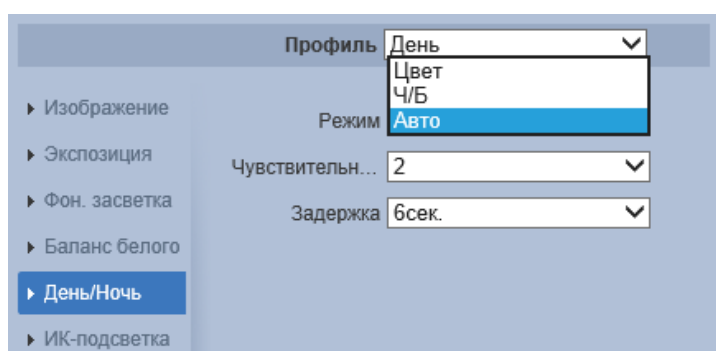 Профиль День
Цвет
Ч/Б
Изображение
Режим Авто
Экспозиция
Чувствительн... 2
Фон. засветка
Задержка 6сек.
Баланс белого
День/Ночь
ИК-подсветка